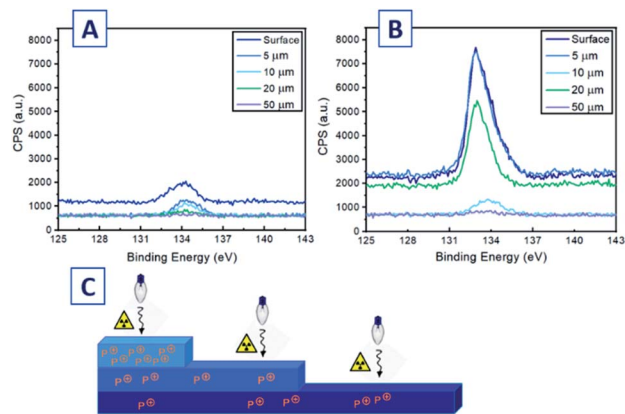 A
B
8000
7000
6000
5000
4000
3000
2000
1000
0
CPS (a.u.)
125
128
131
134
137
140
143
Binding Energy (eV)
Surface
5 μm
10 μm
20 μm
50 μm
8000
7000
6000
5000
4000
3000
2000
1000
0
CPS (a.u.)
125
128
131
134
137
140
143
Binding Energy (eV)
Surface
5 μm
10 μm
20 μm
50 μm
C
P⊕ P⊕ P⊕
P⊕ P⊕ P⊕ P⊕
P⊕ P⊕ P⊕ P⊕
P⊕ P⊕ P⊕ P⊕ P⊕